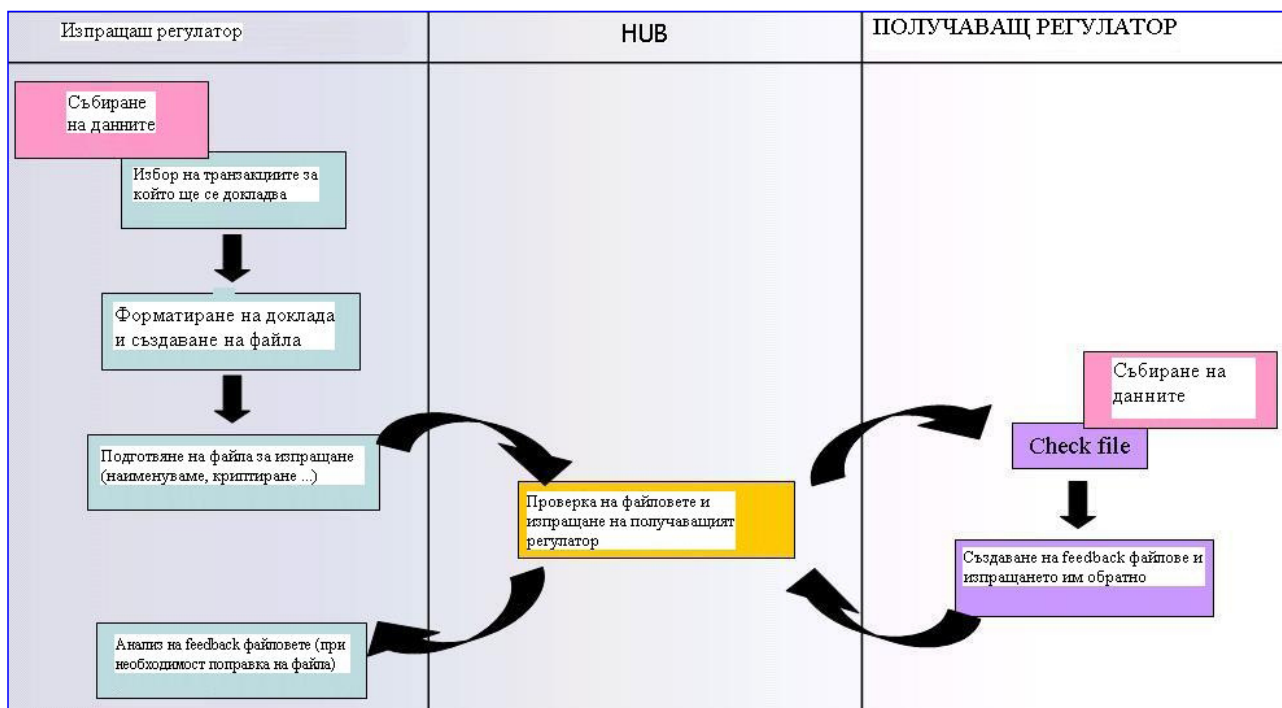 Изпращаш регулатор
HUB
ПОЛУЧАВАЩ РЕГУЛАТОР
Събиране
на данните
Избор на транзакциите за
който ще се докладва
Форматиране на доклада
и създаване на файла
Подготвяне на файла за изпращане
(наименуваме, криптиране ...)
Проверка на файловете и
изпращане на получаващият
регулатор
Събиране на
данните
Check file
Създаване на feedback файлове и
изпращането им обратно
Анализ на feedback файловете (при
необходимост поправка на файла)